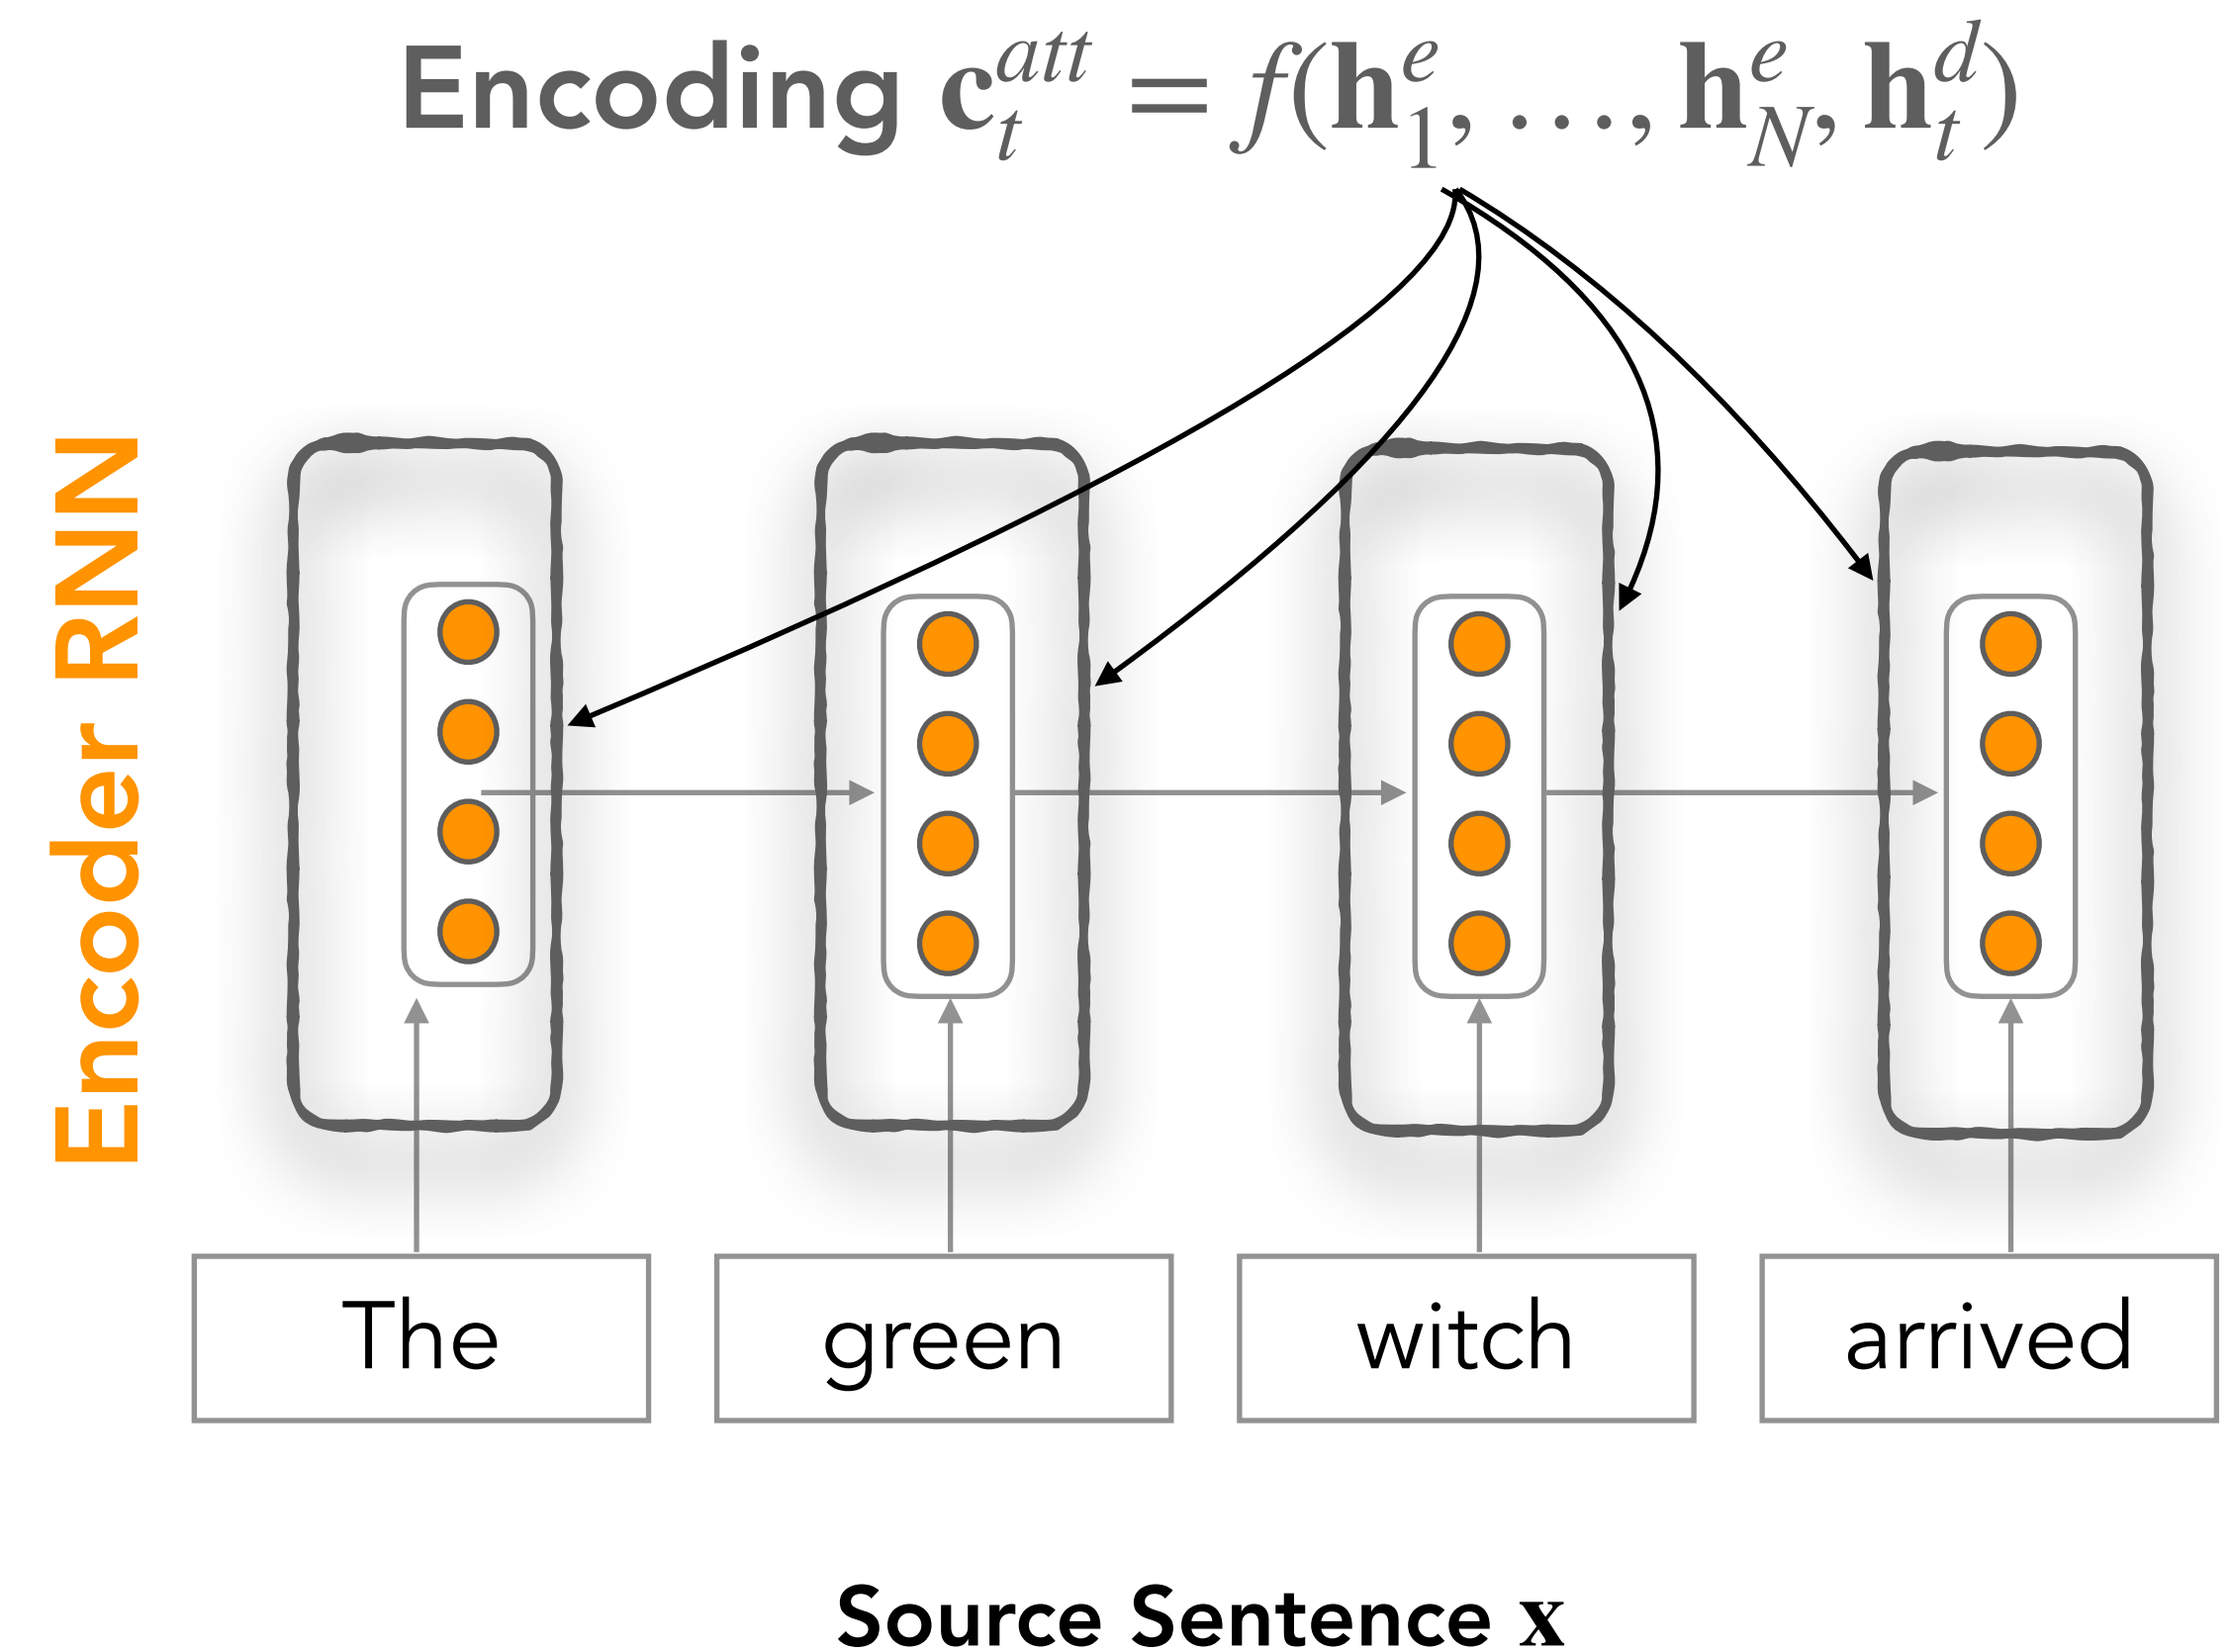 Encoding c_t^{att} = f(h_1^e, …., h_N^e, h_t^d)
Encoder RNN
The
green
witch
arrived
Source Sentence x